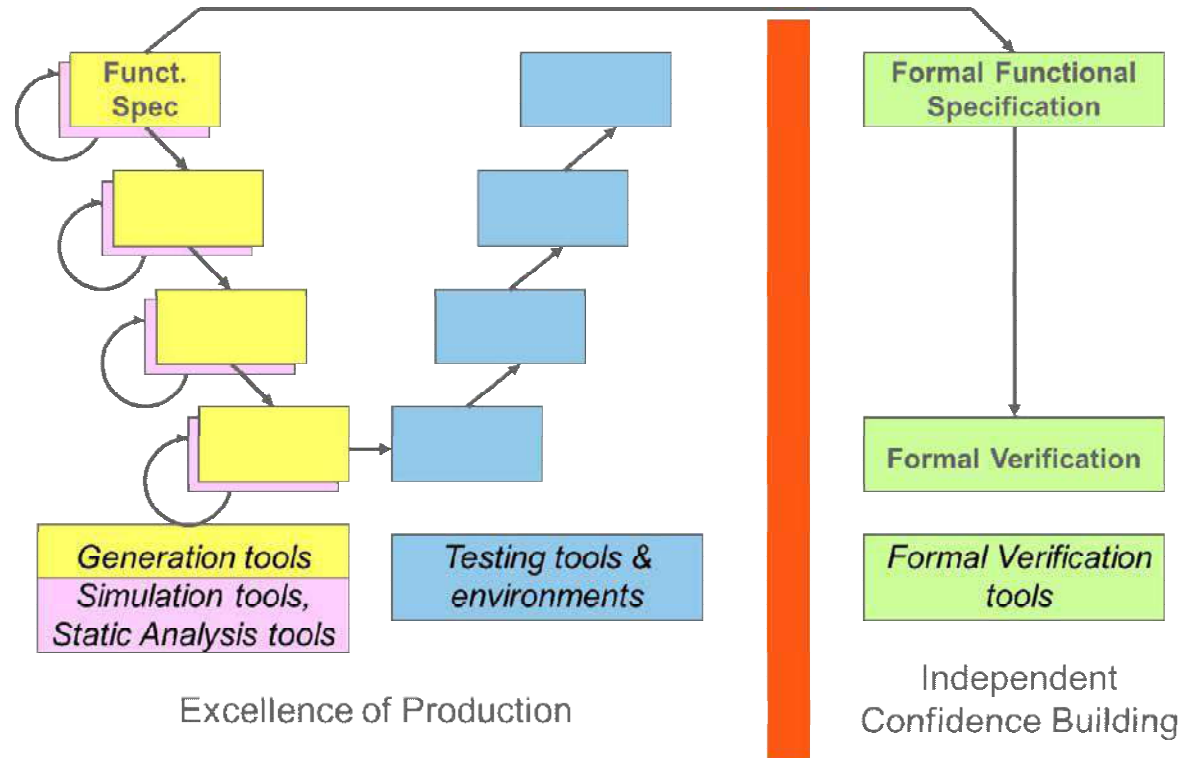 Funct.
Spec
Formal Functional
Specification
Formal Verification
Generation tools
Simulation tools,
Static Analysis tools
Testing tools &
environments
Formal Verification
tools
Excellence of Production
Independent
Confidence Building